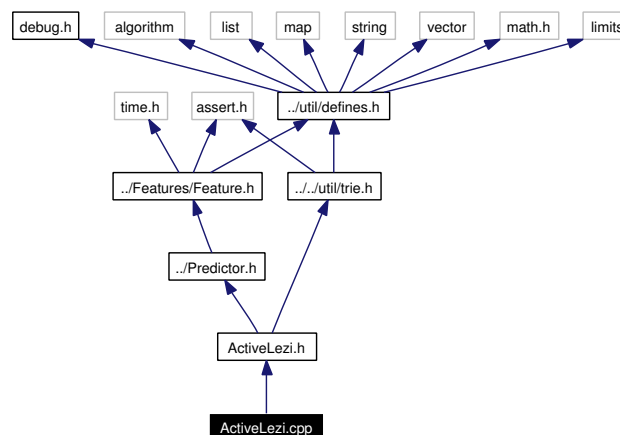 debug.h
algorithm
list
map
string
vector
math.h
limits
time.h
assert.h
../util/defines.h
../Features/Feature.h
../../util/trie.h
../Predictor.h
ActiveLezi.h
ActiveLezi.cpp